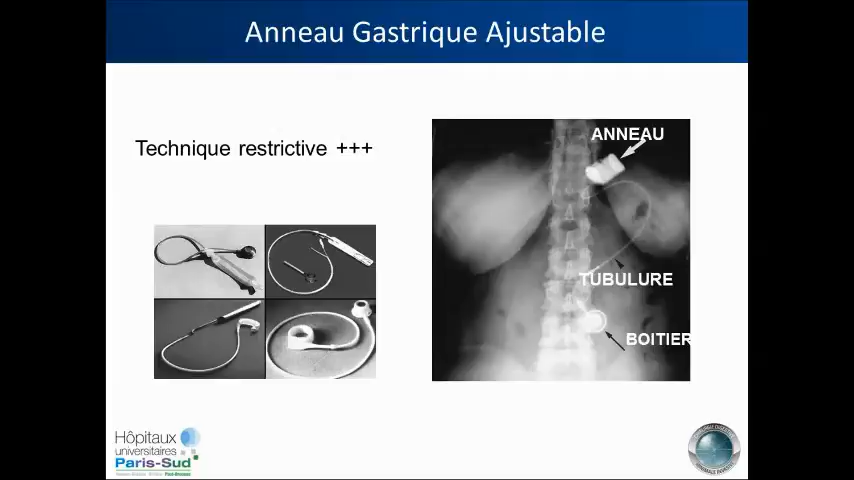 Anneau Gastrique Ajustable
Technique restrictive +++
ANNEAU
TUBULURE
BOITIER
Hôpitaux
universitaires
Paris-Sud